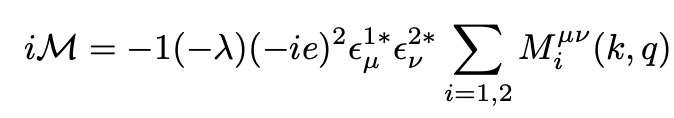 i\mathcal{M} = -1(-\lambda)(-ie)^2 \epsilon_\mu^{1*} \epsilon_\nu^{2*} \sum_{i=1,2} M_i^{\mu\nu}(k, q)